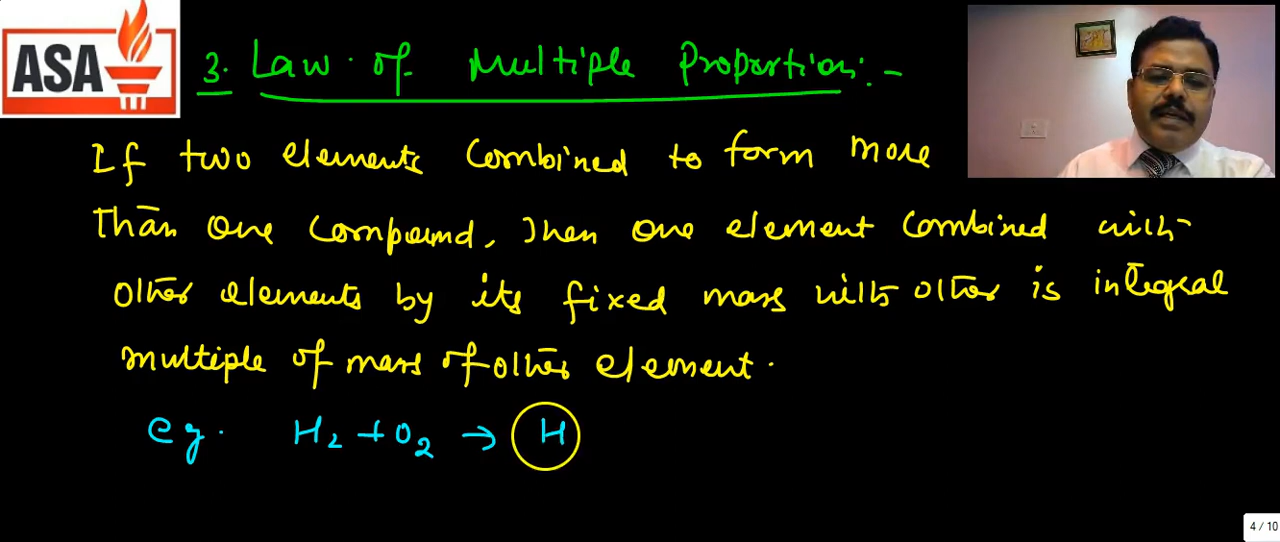 ASA
3. Law of Multiple Proportion:-
If two elements combined to form more
Than one compound, Then one element combined with
other elements by its fixed mass with other is integral
multiple of mass of other element.
eg. H2 + O2 → H
4 / 10